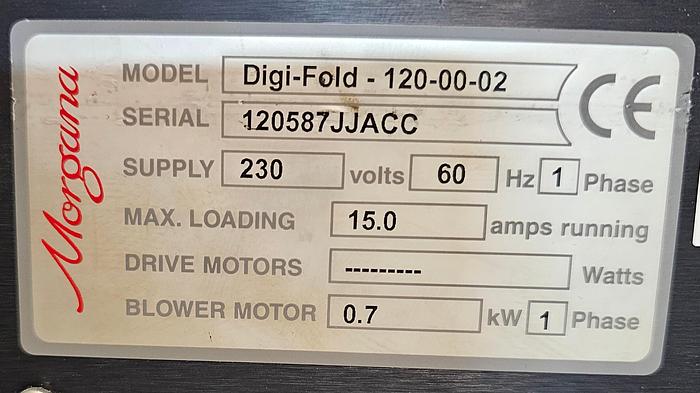 Morgana
MODEL Digi-Fold - 120-00-02
SERIAL 120587JJACC
SUPPLY 230 volts 60 Hz 1 Phase
MAX. LOADING 15.0 amps running
DRIVE MOTORS --------- Watts
BLOWER MOTOR 0.7 kW 1 Phase
CE